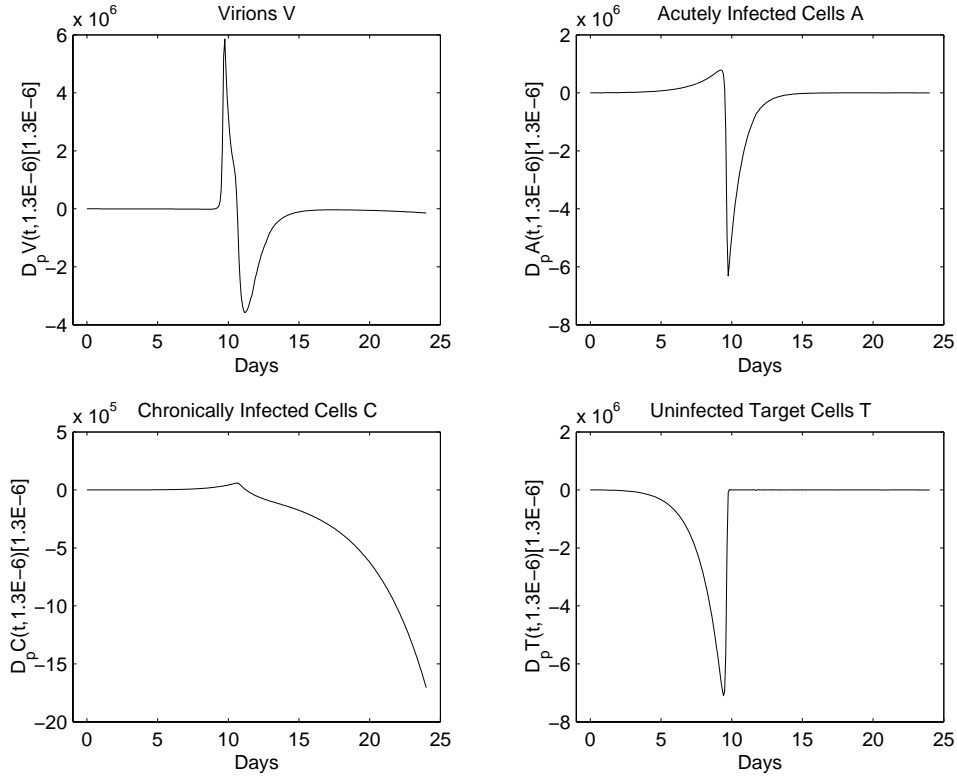 x 10^6
Virions V
6
4
2
0
−2
−4
D_pV(t,1.3E−6)[1.3E−6]
0 5 10 15 20 25
Days
x 10^6
Acutely Infected Cells A
2
0
−2
−4
−6
−8
D_pA(t,1.3E−6)[1.3E−6]
0 5 10 15 20 25
Days
x 10^5
Chronically Infected Cells C
5
0
−5
−10
−15
−20
D_pC(t,1.3E−6)[1.3E−6]
0 5 10 15 20 25
Days
x 10^6
Uninfected Target Cells T
2
0
−2
−4
−6
−8
D_pT(t,1.3E−6)[1.3E−6]
0 5 10 15 20 25
Days